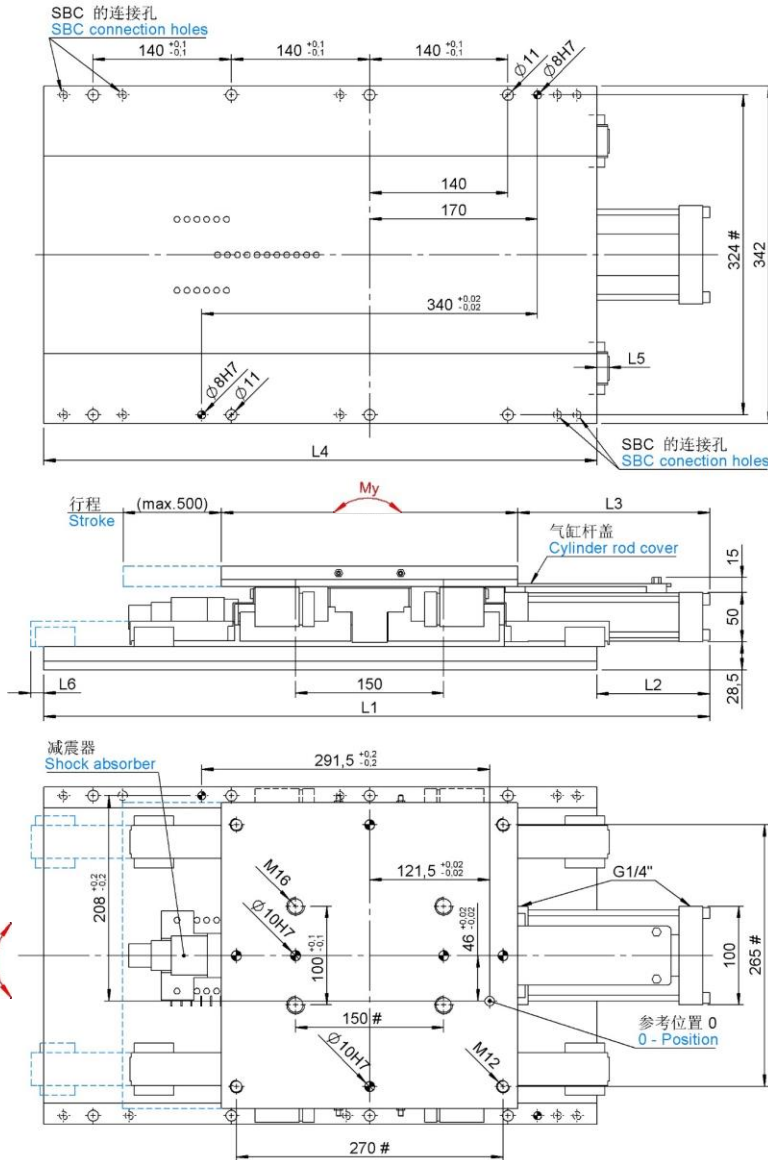 SBC 的连接孔
SBC connection holes
140 +0,1 -0,1
140 +0,1 -0,1
140 +0,1 -0,1
Ø11
Ø8H7
140
170
340 +0.02 -0,02
324 #
342
Ø8H7
Ø11
L5
L4
SBC 的连接孔
SBC conection holes
My
行程
Stroke
(max.500)
L3
气缸杆盖
Cylinder rod cover
15
50
28,5
L6
150
L2
L1
减震器
Shock absorber
291,5 +0,2 -0,2
208 +0,2 -0,2
M16
121,5 +0,02 -0,02
G1/4"
Ø10H7
100 +0,1 -0,1
46 +0,02 -0,02
100
265 #
150 #
参考位置 0
0 - Position
Ø10H7
M12
270 #